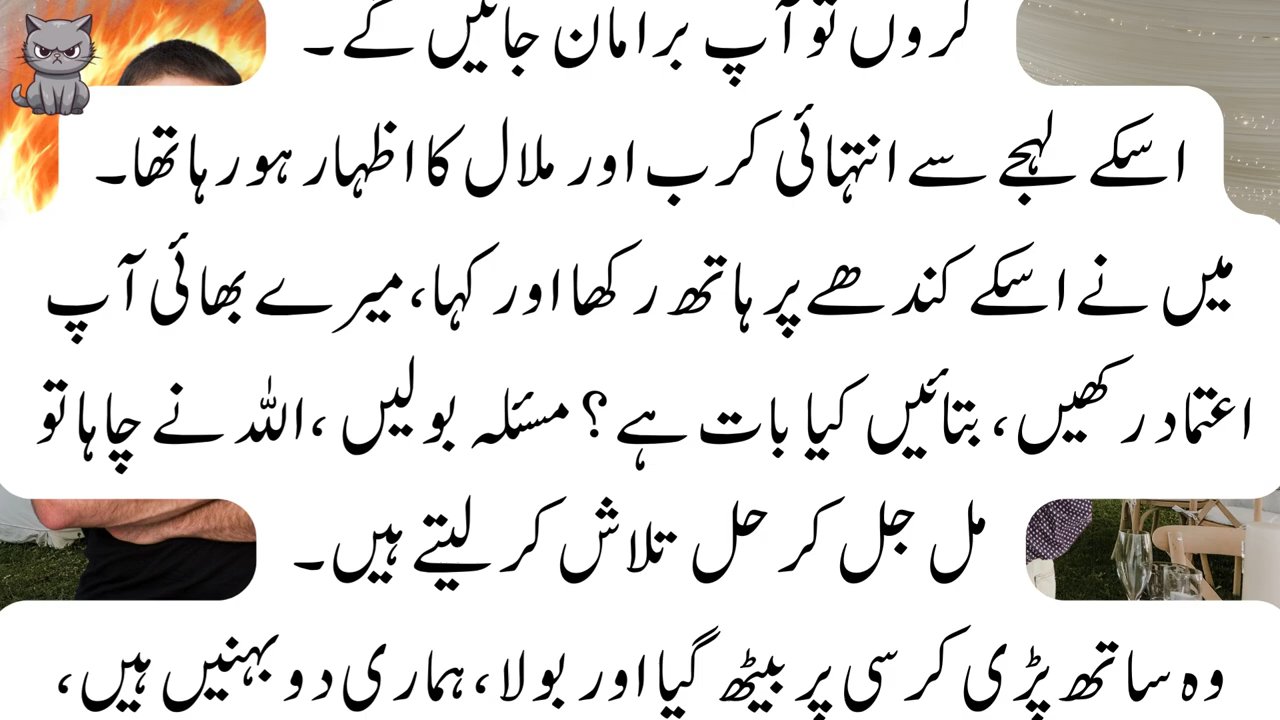 کروں تو آپ برا مان جائیں گے۔
اسکے لہجے سے انتہائی کرب اور ملال کا اظہار ہو رہا تھا۔
میں نے اسکے کندھے پر ہاتھ رکھا اور کہا، میرے بھائی آپ
اعتماد رکھیں، بتائیں کیا بات ہے؟ مسئلہ بولیں، اللہ نے چاہا تو
مل جل کر حل تلاش کر لیتے ہیں۔
وہ ساتھ پڑی کرسی پر بیٹھ گیا اور بولا، ہماری دو بہنیں ہیں،